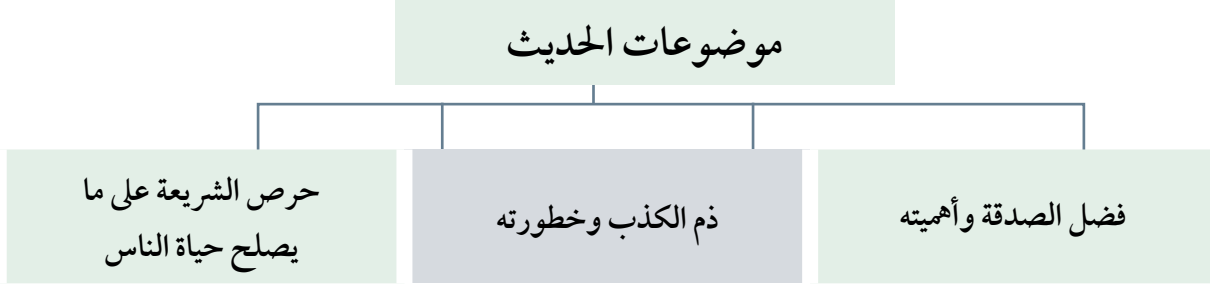 موضوعات الحديث
فضل الصدقة وأهميته
ذم الكذب وخطورته
حرص الشريعة على ما
يصلح حياة الناس